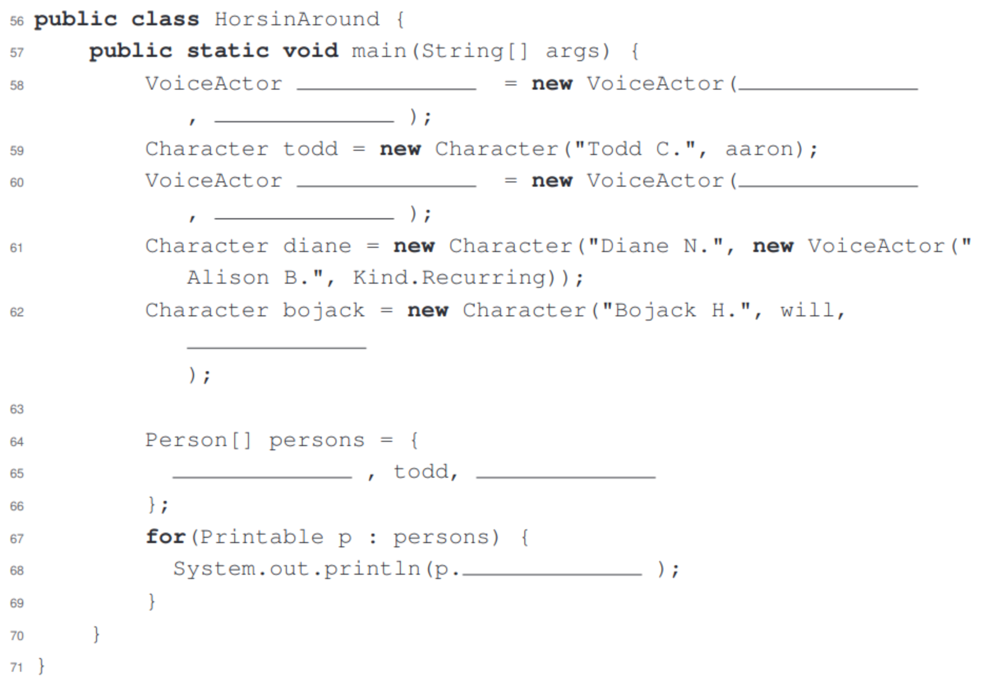 56 public class HorsinAround {
57 public static void main(String[] args) {
58 VoiceActor ____________ = new VoiceActor(____________
, ____________ );
59 Character todd = new Character("Todd C.", aaron);
60 VoiceActor ____________ = new VoiceActor(____________
, ____________ );
61 Character diane = new Character("Diane N.", new VoiceActor("
Alison B.", Kind.Recurring));
62 Character bojack = new Character("Bojack H.", will,
____________
);
63
64 Person[] persons = {
65 ____________ , todd, ____________
66 };
67 for(Printable p : persons) {
68 System.out.println(p.____________ );
69 }
70 }
71 }